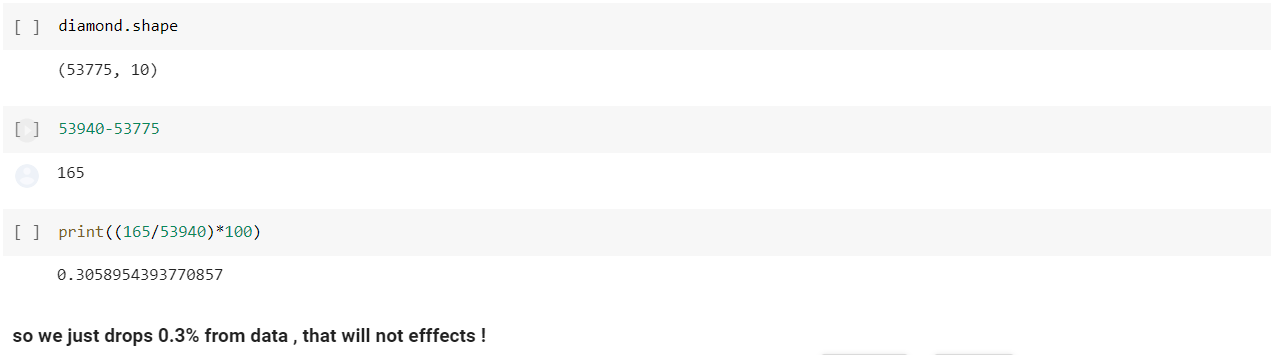 [ ] diamond.shape
(53775, 10)
[ ] 53940-53775
165
[ ] print((165/53940)*100)
0.3058954393770857
so we just drops 0.3% from data , that will not efffects !